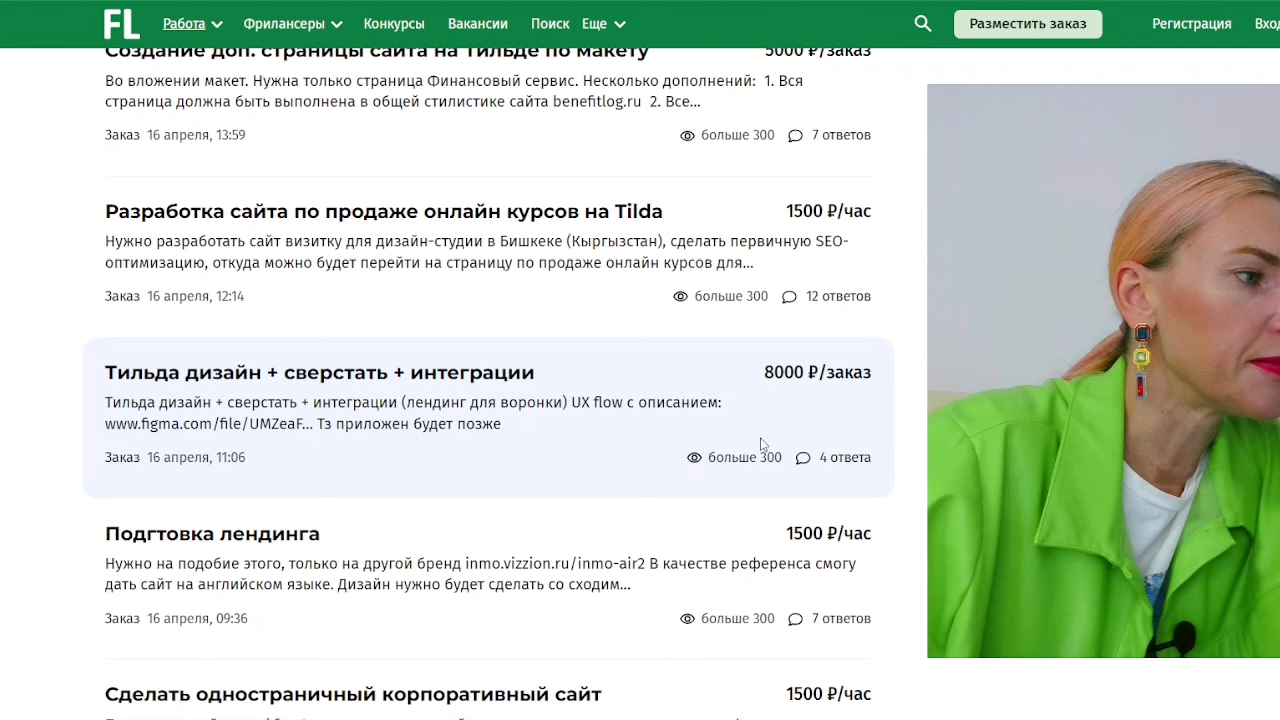 FL Работа Фрилансеры Конкурсы Вакансии Поиск Еще Разместить заказ Регистрация Вход
Создание доп. страницы сайта на Тильде по макету 5000 ₽/заказ
Во вложении макет. Нужна только страница Финансовый сервис. Несколько дополнений: 1. Вся
страница должна быть выполнена в общей стилистике сайта benefitlog.ru 2. Все...
Заказ 16 апреля, 13:59 больше 300 7 ответов
Разработка сайта по продаже онлайн курсов на Tilda 1500 ₽/час
Нужно разработать сайт визитку для дизайн-студии в Бишкеке (Кыргызстан), сделать первичную SEO-
оптимизацию, откуда можно будет перейти на страницу по продаже онлайн курсов для...
Заказ 16 апреля, 12:14 больше 300 12 ответов
Тильда дизайн + сверстать + интеграции 8000 ₽/заказ
Тильда дизайн + сверстать + интеграции (лендинг для воронки) UX flow с описанием:
www.figma.com/file/UMZeaF... Тз приложен будет позже
Заказ 16 апреля, 11:06 больше 300 4 ответа
Подгтовка лендинга 1500 ₽/час
Нужно на подобие этого, только на другой бренд inmo.vizzion.ru/inmo-air2 В качестве референса смогу
дать сайт на английском языке. Дизайн нужно будет сделать со сходим...
Заказ 16 апреля, 09:36 больше 300 7 ответов
Сделать одностраничный корпоративный сайт 1500 ₽/час